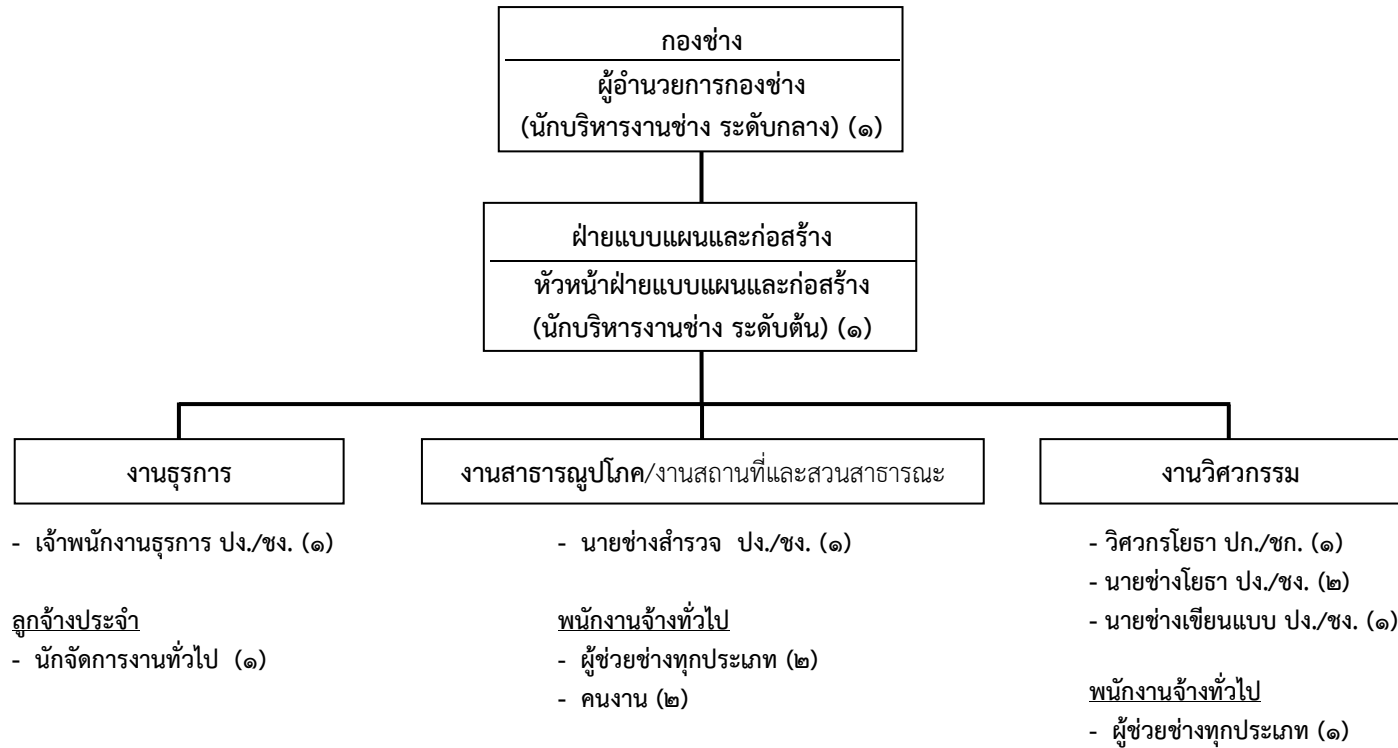 กองช่าง
ผู้อำนวยการกองช่าง
(นักบริหารงานช่าง ระดับกลาง) (๑)
ฝ่ายแบบแผนและก่อสร้าง
หัวหน้าฝ่ายแบบแผนและก่อสร้าง
(นักบริหารงานช่าง ระดับต้น) (๑)
งานธุรการ
- เจ้าพนักงานธุรการ ปง./ชง. (๑)
ลูกจ้างประจำ
- นักจัดการงานทั่วไป (๑)
งานสาธารณูปโภค/งานสถานที่และสวนสาธารณะ
- นายช่างสำรวจ ปง./ชง. (๑)
พนักงานจ้างทั่วไป
- ผู้ช่วยช่างทุกประเภท (๒)
- คนงาน (๒)
งานวิศวกรรม
- วิศวกรโยธา ปก./ชก. (๑)
- นายช่างโยธา ปง./ชง. (๒)
- นายช่างเขียนแบบ ปง./ชง. (๑)
พนักงานจ้างทั่วไป
- ผู้ช่วยช่างทุกประเภท (๑)